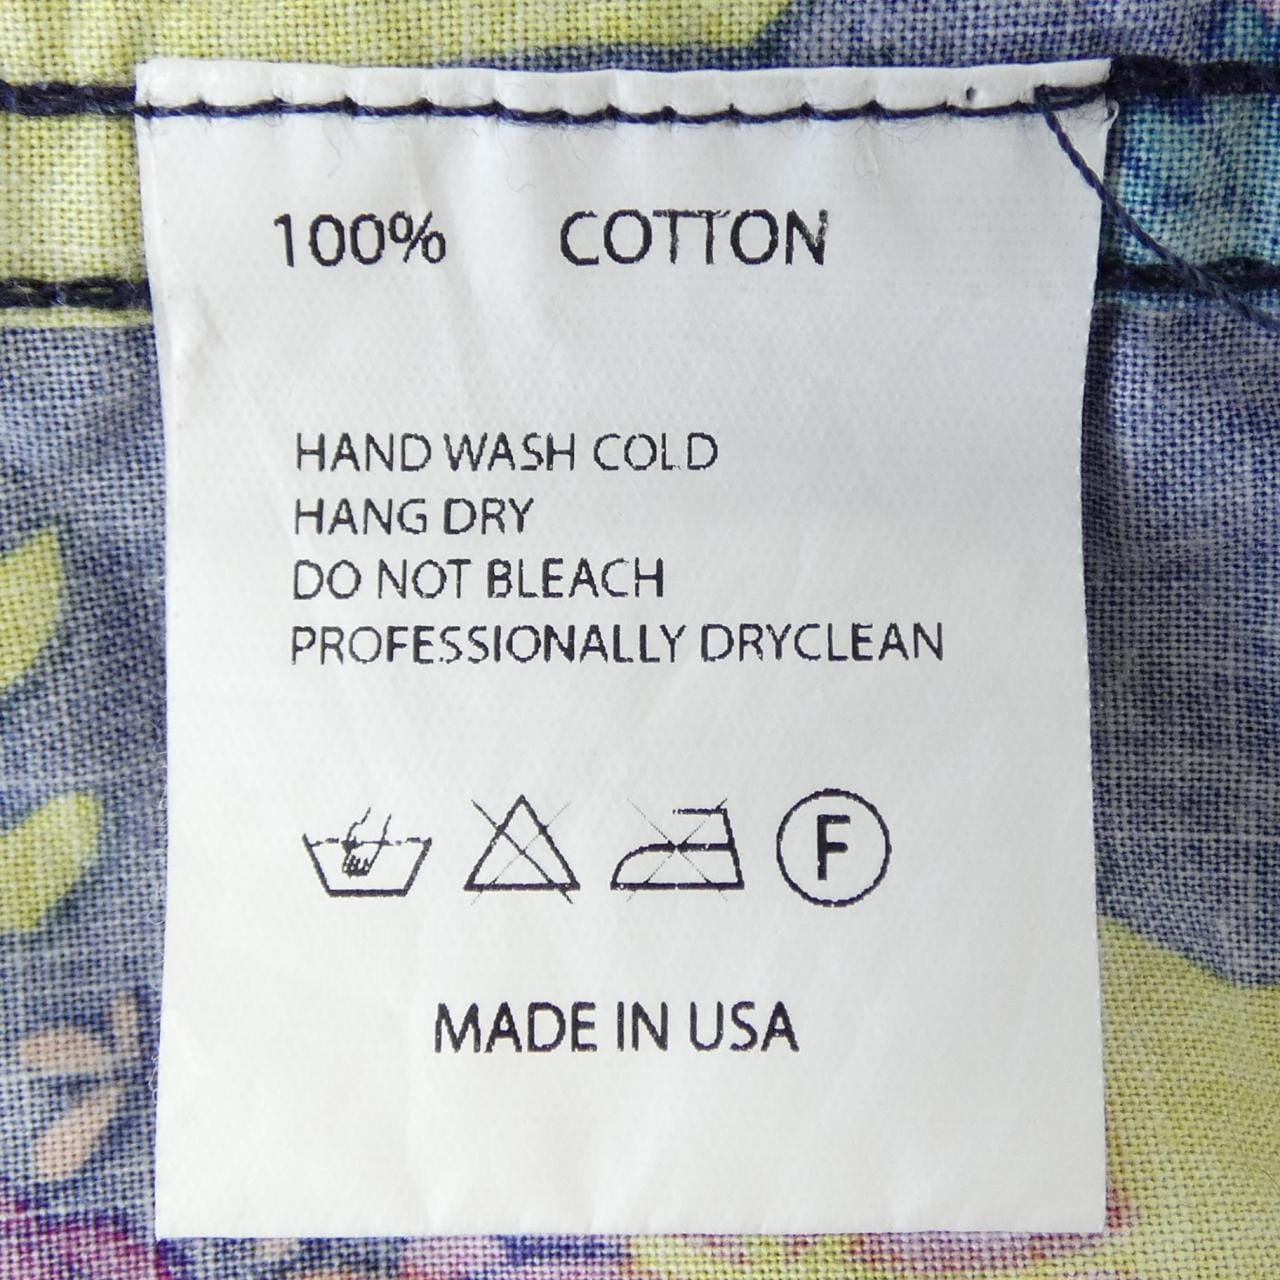 100% COTTON
HAND WASH COLD
HANG DRY
DO NOT BLEACH
PROFESSIONALLY DRYCLEAN
F
MADE IN USA